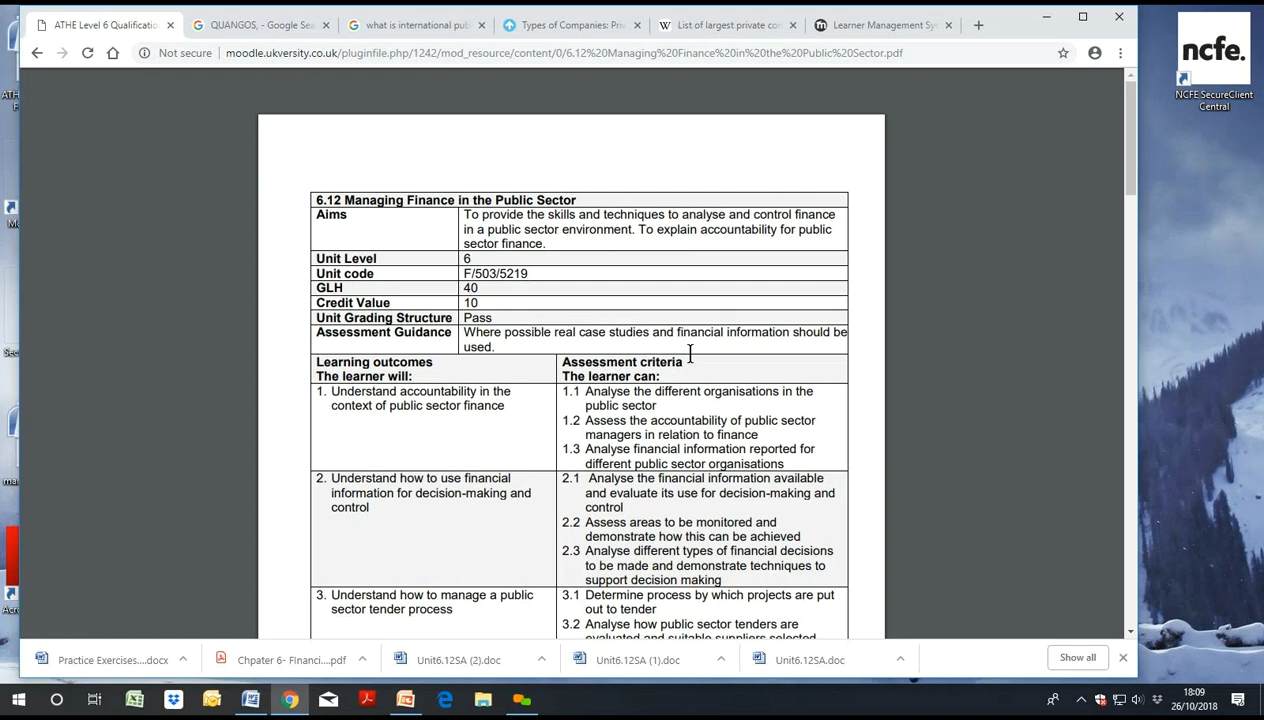 ATHE Level 6 Qualificatio
QUANGOS, - Google Sea
what is international pub
Types of Companies: Priv
List of largest private con
Learner Management Sys
Not secure
moodle.ukversity.co.uk/pluginfile.php/1242/mod_resource/content/0/6.12%20Managing%20Finance%20in%20the%20Public%20Sector.pdf
ncfe.
NCFE SecureClient
Central
6.12 Managing Finance in the Public Sector
Aims
To provide the skills and techniques to analyse and control finance
in a public sector environment. To explain accountability for public
sector finance.
Unit Level
6
Unit code
F/503/5219
GLH
40
Credit Value
10
Unit Grading Structure
Pass
Assessment Guidance
Where possible real case studies and financial information should be
used.
Learning outcomes
The learner will:
Assessment criteria
The learner can:
1. Understand accountability in the
context of public sector finance
1.1 Analyse the different organisations in the
public sector
1.2 Assess the accountability of public sector
managers in relation to finance
1.3 Analyse financial information reported for
different public sector organisations
2. Understand how to use financial
information for decision-making and
control
2.1 Analyse the financial information available
and evaluate its use for decision-making and
control
2.2 Assess areas to be monitored and
demonstrate how this can be achieved
2.3 Analyse different types of financial decisions
to be made and demonstrate techniques to
support decision making
3. Understand how to manage a public
sector tender process
3.1 Determine process by which projects are put
out to tender
3.2 Analyse how public sector tenders are
evaluated and suitable suppliers selected
Practice Exercises....docx
Chpater 6- FInanci....pdf
Unit6.12SA (2).doc
Unit6.12SA (1).doc
Unit6.12SA.doc
Show all
18:09
26/10/2018